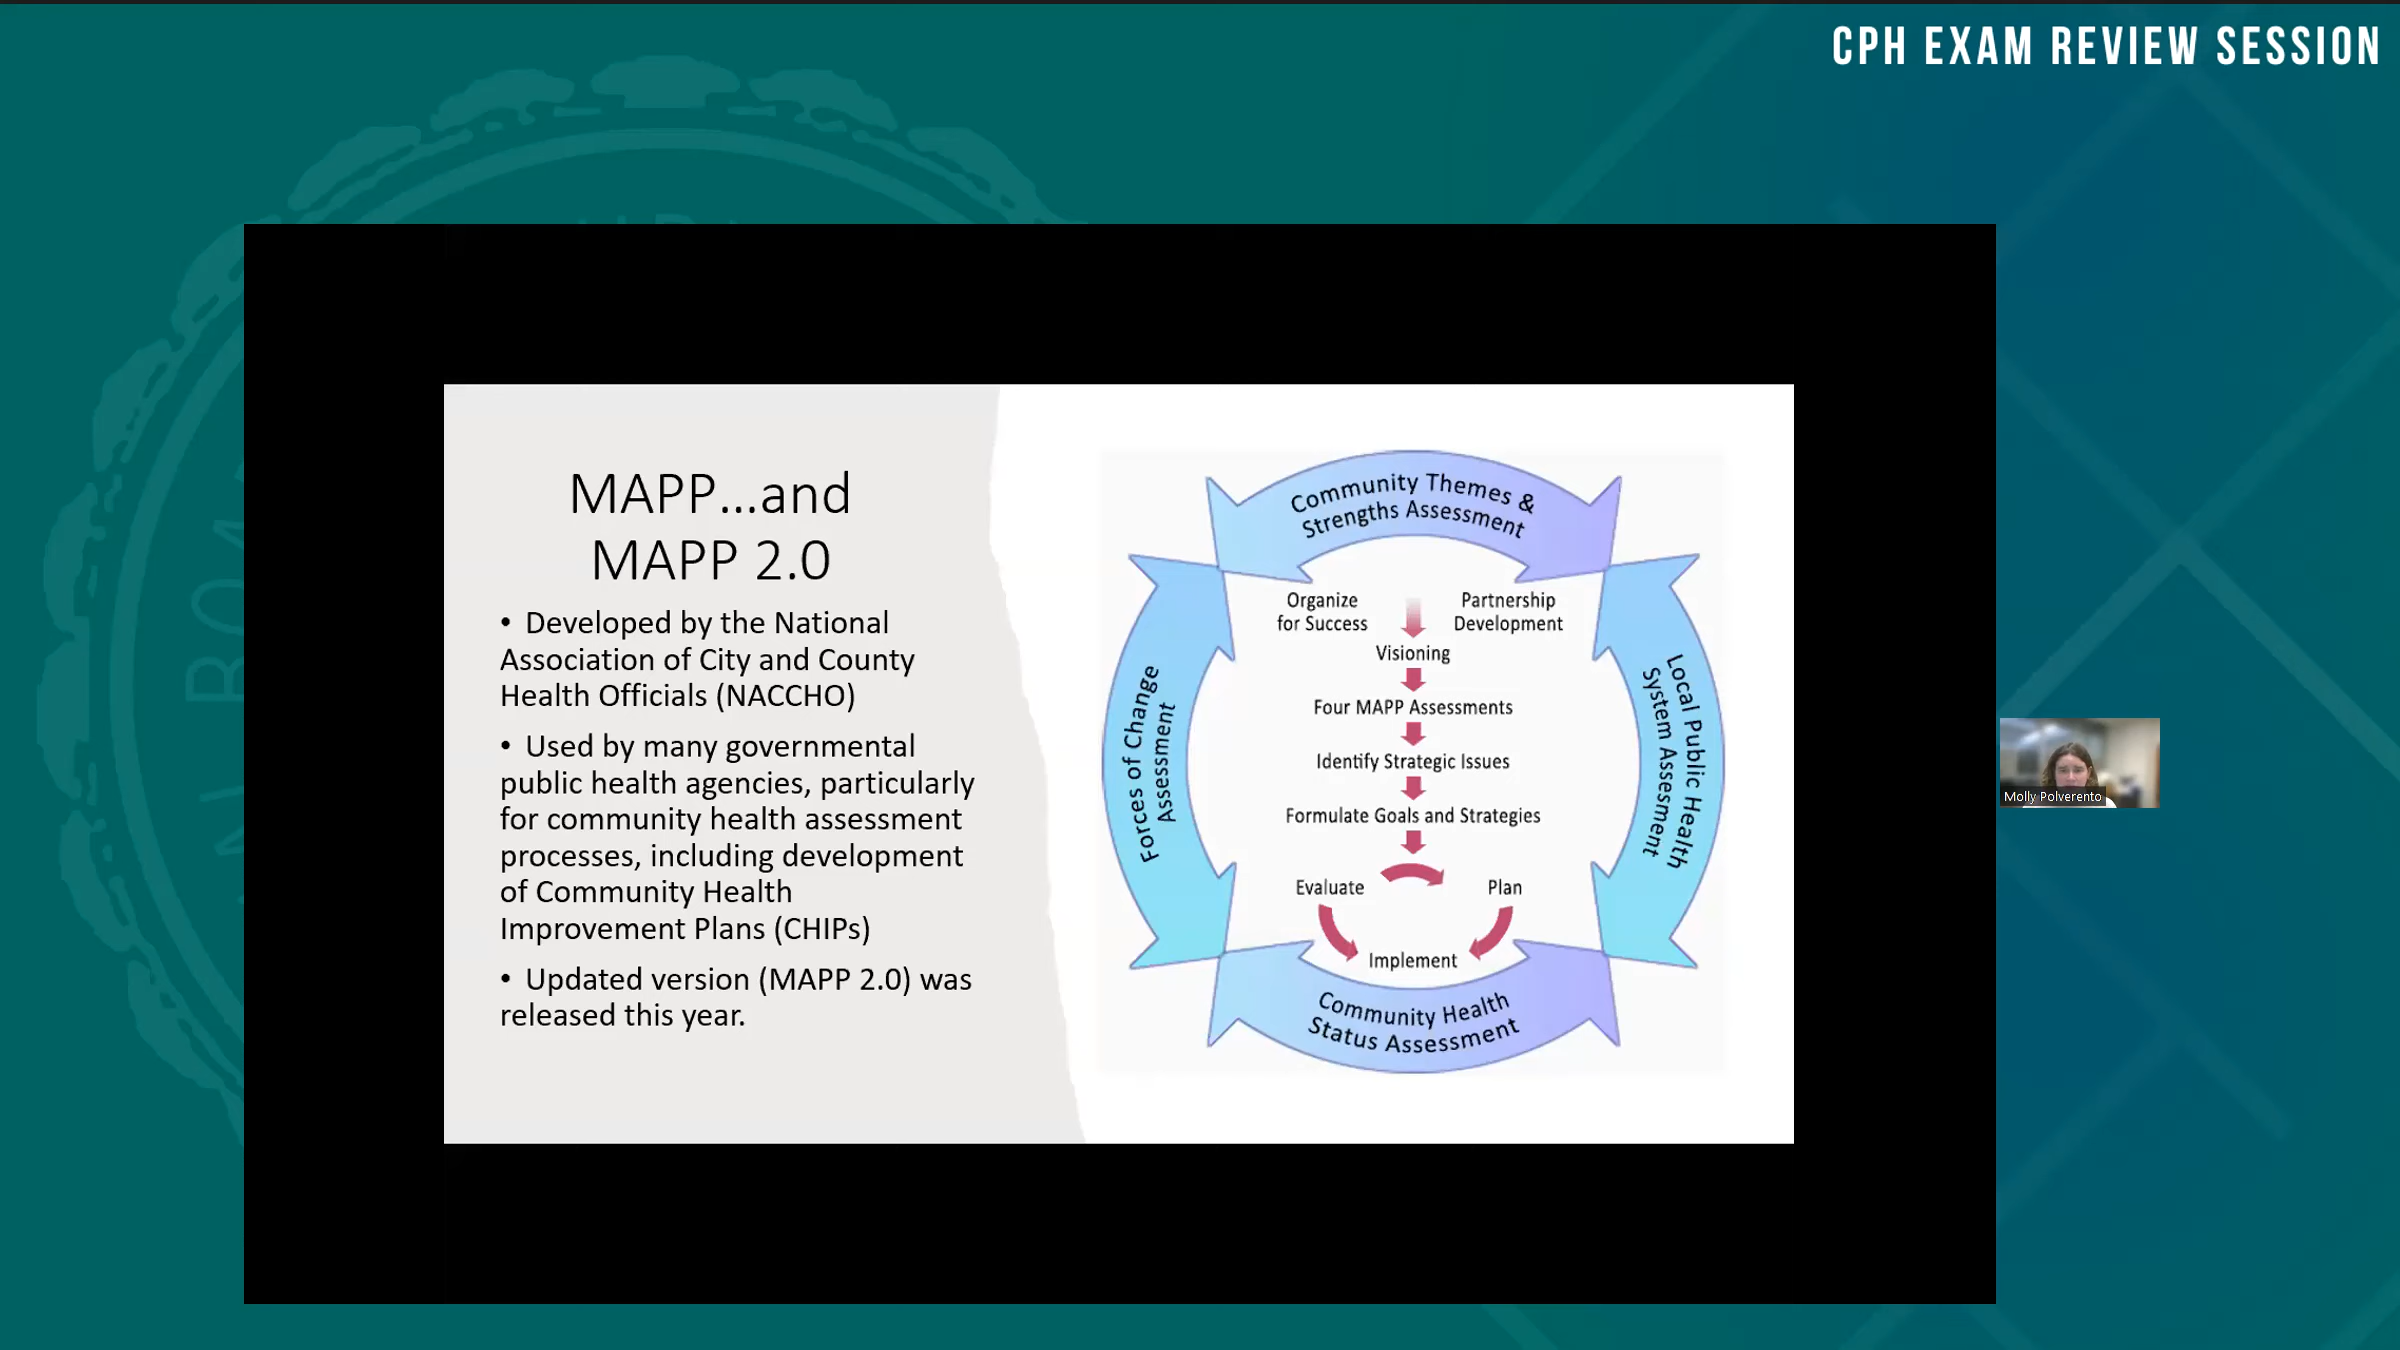 CPH EXAM REVIEW SESSION
MAPP...and
MAPP 2.0
• Developed by the National
Association of City and County
Health Officials (NACCHO)
• Used by many governmental
public health agencies, particularly
for community health assessment
processes, including development
of Community Health
Improvement Plans (CHIPs)
• Updated version (MAPP 2.0) was
released this year.
Community Themes &
Strengths Assessment
Forces of Change
Assessment
Local Public Health
System Assessment
Organize
for Success
Partnership
Development
Visioning
Four MAPP Assessments
Identify Strategic Issues
Formulate Goals and Strategies
Evaluate
Plan
Implement
Community Health
Status Assessment
Molly Polverento